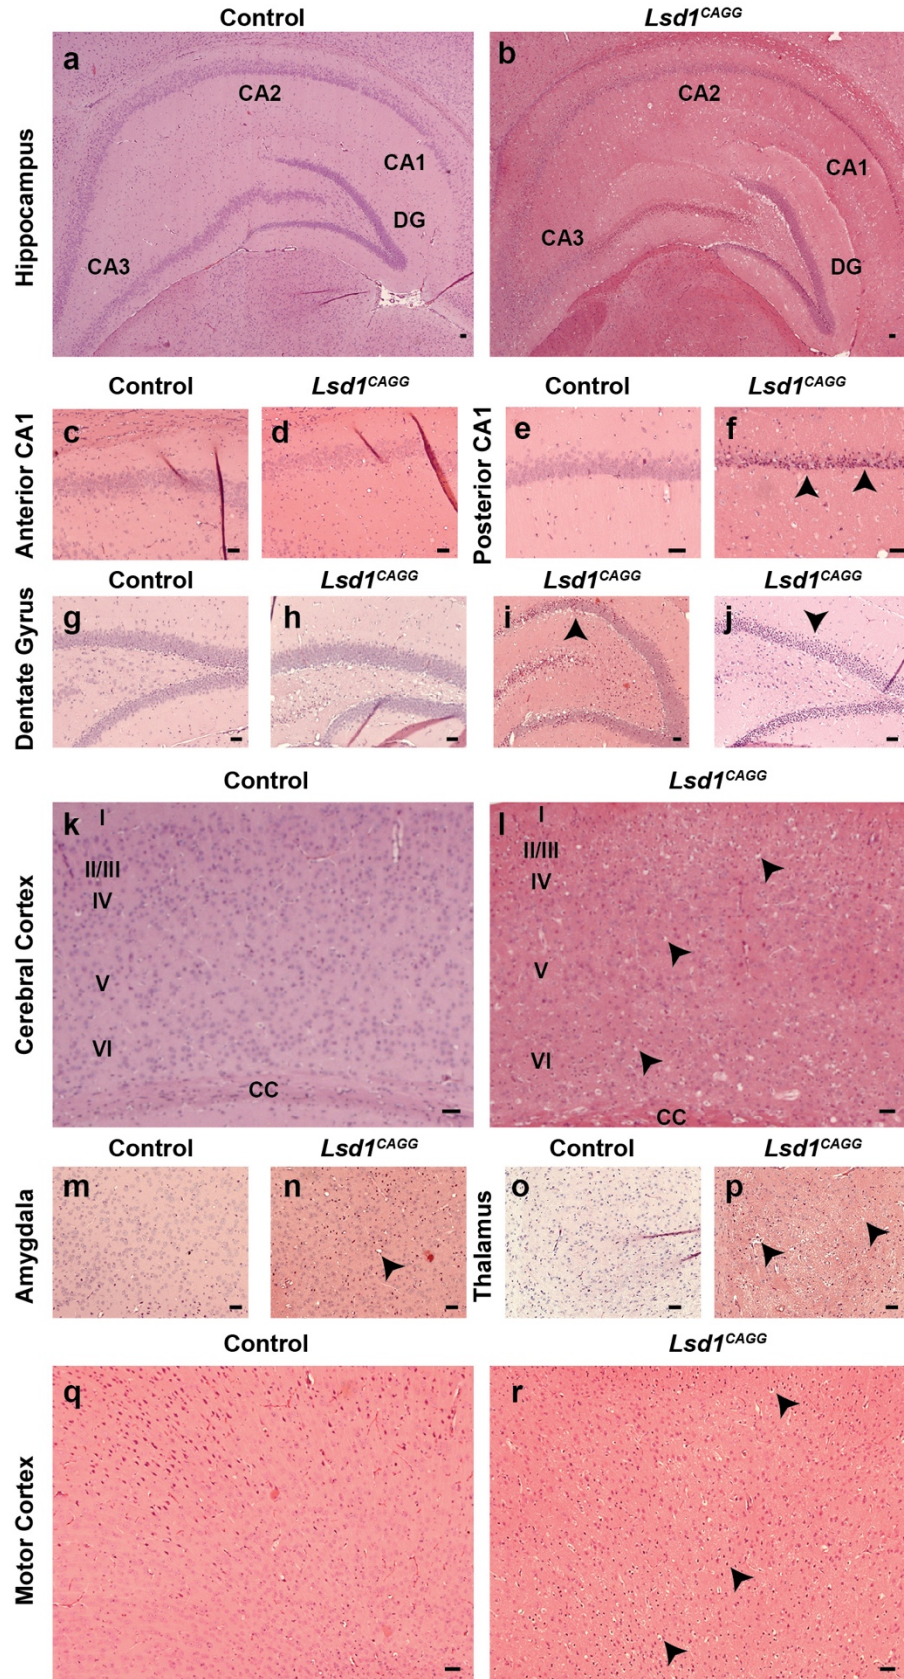 Control Lsd1CAGG
Hippocampus
a b
CA2 CA2
CA1 CA1
DG
CA3 CA3
DG
Control Lsd1CAGG Control Lsd1CAGG
Anterior CA1
c d
Posterior CA1
e f
Control Lsd1CAGG Lsd1CAGG Lsd1CAGG
Dentate Gyrus
g h i j
Control Lsd1CAGG
Cerebral Cortex
k l
I I
II/III II/III
IV IV
V V
VI VI
CC CC
Control Lsd1CAGG Control Lsd1CAGG
Amygdala
m n
Thalamus
o p
Control Lsd1CAGG
Motor Cortex
q r